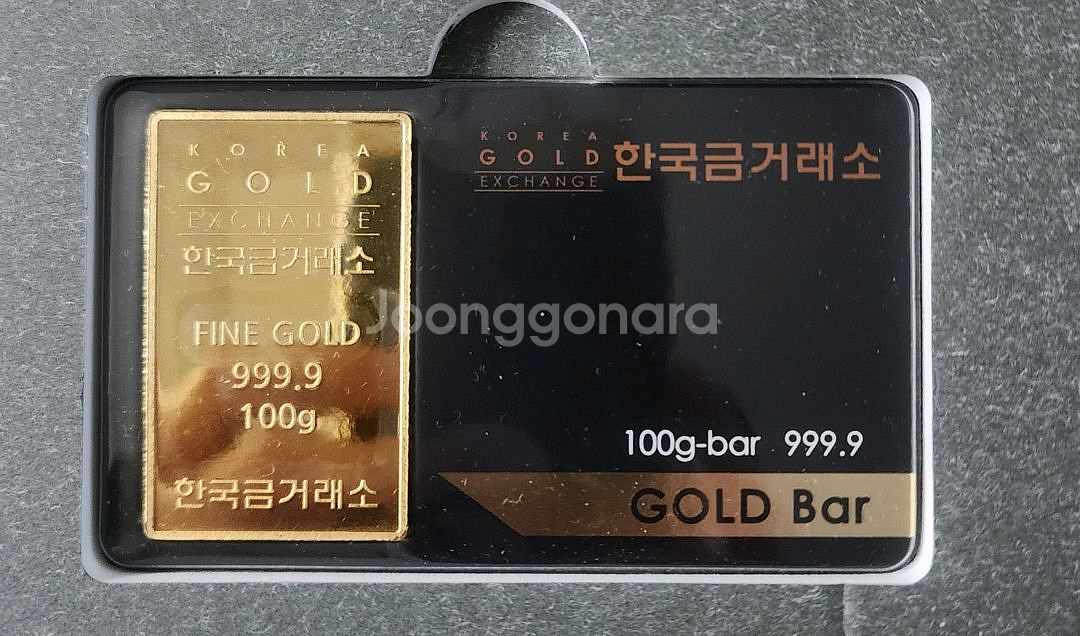 KOREA
GOLD
EXCHANGE
한국금거래소
FINE GOLD
999.9
100g
한국금거래소
KOREA
GOLD
EXCHANGE
한국금거래소
Joonggonara
100g-bar 999.9
GOLD Bar